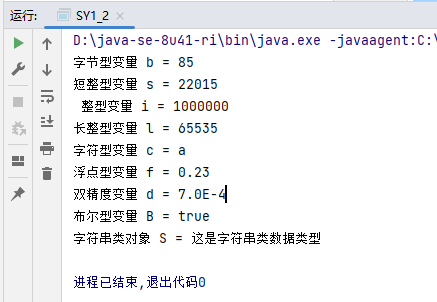 运行: SY1_2
D:\java-se-8u41-ri\bin\java.exe -javaagent:C:\
字节型变量 b = 85
短整型变量 s = 22015
 整型变量 i = 1000000
长整型变量 l = 65535
字符型变量 c = a
浮点型变量 f = 0.23
双精度变量 d = 7.0E-4
布尔型变量 B = true
字符串类对象 S = 这是字符串类数据类型
进程已结束,退出代码0